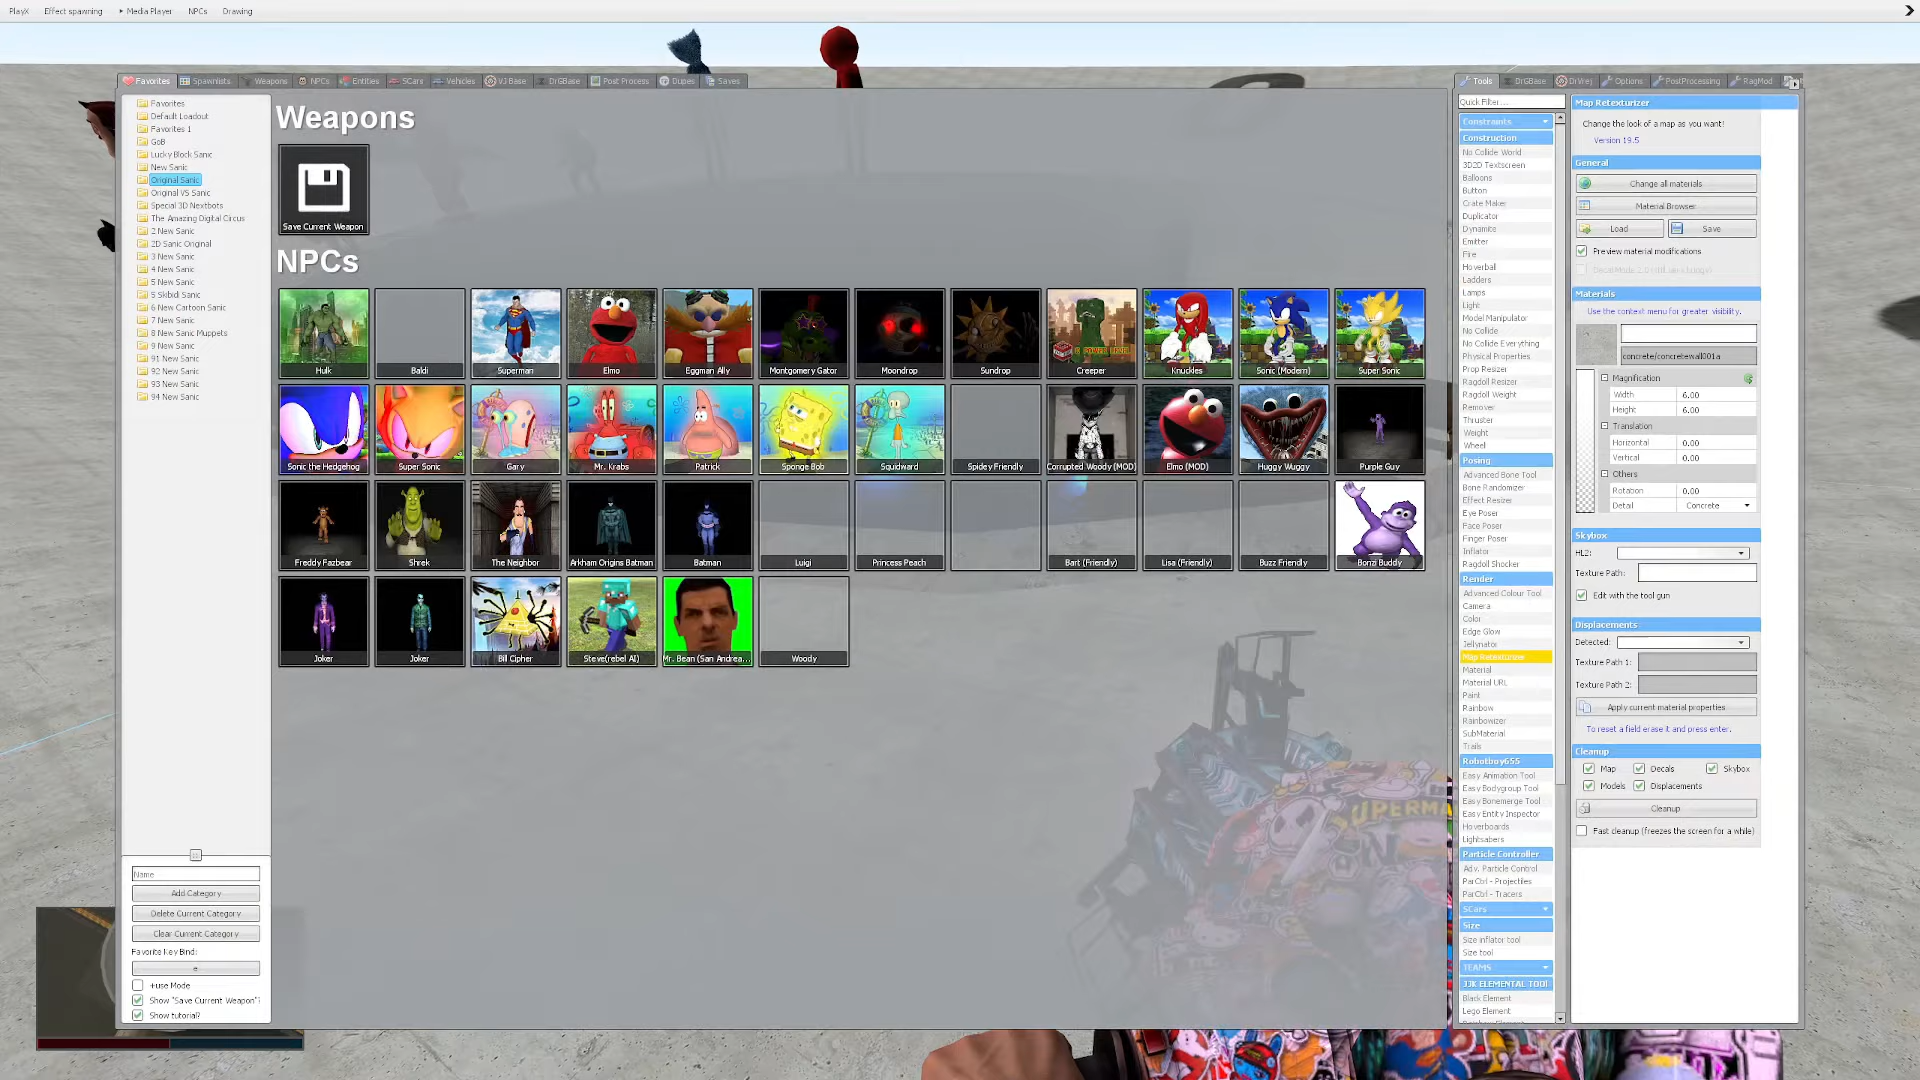 PlayX Effect spawning Media Player NPCs Drawing
Favorites Spawnlists Weapons NPCs Entities SCars Vehicles VJ Base DrGBase Post Process Dupes Saves
Favorites
Default Loadout
Favorites 1
GoB
Lucky Block Sanic
New Sanic
Original Sanic
Original VS Sanic
Special 3D Nextbots
The Amazing Digital Circus
2 New Sanic
2D Sanic Original
3 New Sanic
4 New Sanic
5 New Sanic
5 Skibidi Sanic
6 New Cartoon Sanic
7 New Sanic
8 New Sanic Muppets
9 New Sanic
91 New Sanic
92 New Sanic
93 New Sanic
94 New Sanic
Name
Add Category
Delete Current Category
Clear Current Category
Favorite Key Bind:
e
+use Mode
Show "Save Current Weapon"?
Show tutorial?
Weapons
Save Current Weapon
NPCs
Hulk Baldi Superman Elmo Eggman Ally Montgomery Gator Moondrop Sundrop Creeper Knuckles Sonic (Modern) Super Sonic
Sonic the Hedgehog Super Sonic Gary Mr. Krabs Patrick Sponge Bob Squidward Spidey Friendly Corrupted Woody (MOD) Elmo (MOD) Huggy Wuggy Purple Guy
Freddy Fazbear Shrek The Neighbor Arkham Origins Batman Batman Luigi Princess Peach Bart (Friendly) Lisa (Friendly) Buzz Friendly Bonzi Buddy
Joker Joker Bill Cipher Steve(rebel AI) Mr. Bean (San Andrea... Woody
Tools DrGBase DrVrej Options PostProcessing RagMod
Quick Filter...
Constraints
Construction
No Collide World
3D2D Textscreen
Balloons
Button
Crate Maker
Duplicator
Dynamite
Emitter
Fire
Hoverball
Ladders
Lamps
Light
Model Manipulator
No Collide
No Collide Everything
Physical Properties
Prop Resizer
Ragdoll Resizer
Ragdoll Weight
Remover
Thruster
Weight
Wheel
Posing
Advanced Bone Tool
Bone Randomizer
Effect Resizer
Eye Poser
Face Poser
Finger Poser
Inflator
Ragdoll Shocker
Render
Advanced Colour Tool
Camera
Color
Edge Glow
Jellynator
Map Retexturizer
Material
Material URL
Paint
Rainbow
Rainbowizer
SubMaterial
Trails
Robotboy655
Easy Animation Tool
Easy Bodygroup Tool
Easy Bonemerge Tool
Easy Entity Inspector
Hoverboards
Lightsabers
Particle Controller
Adv. Particle Control
ParCtrl - Projectiles
ParCtrl - Tracers
SCars
Size
Size inflator tool
Size tool
TEAMS
JJK ELEMENTAL TOOL
Black Element
Lego Element
Map Retexturizer
Change the look of a map as you want!
Version 19.5
General
Change all materials
Material Browser
Load Save
Preview material modifications
Materials
Use the context menu for greater visibility.
concrete/concretewall001a
Magnification
Width 6.00
Height 6.00
Translation
Horizontal 0.00
Vertical 0.00
Others
Rotation 0.00
Detail Concrete
Skybox
HL2:
Texture Path:
Edit with the tool gun
Displacements
Detected:
Texture Path 1:
Texture Path 2:
Apply current material properties
To reset a field erase it and press enter.
Cleanup
Map Decals Skybox
Models Displacements
Cleanup
Fast cleanup (freezes the screen for a while)
SUPERM